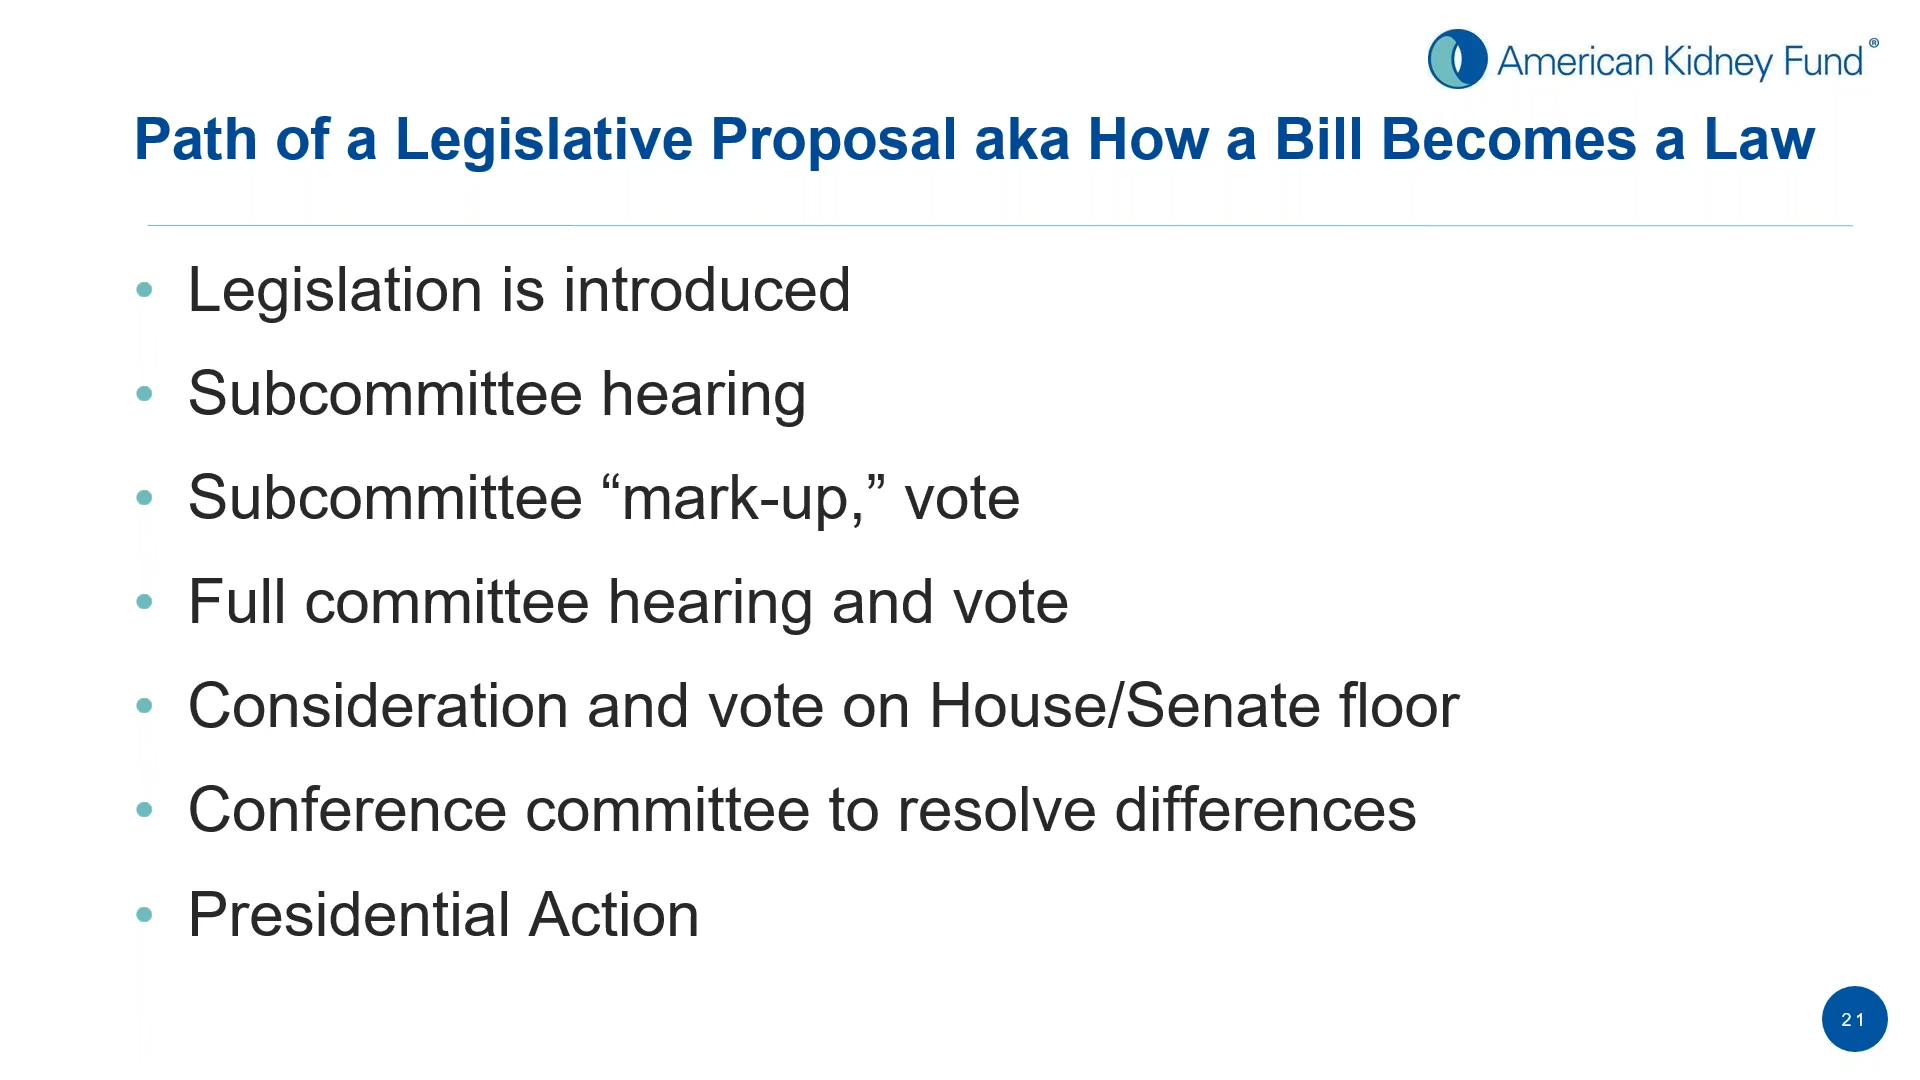 American Kidney Fund®
Path of a Legislative Proposal aka How a Bill Becomes a Law
• Legislation is introduced
• Subcommittee hearing
• Subcommittee “mark-up,” vote
• Full committee hearing and vote
• Consideration and vote on House/Senate floor
• Conference committee to resolve differences
• Presidential Action
21